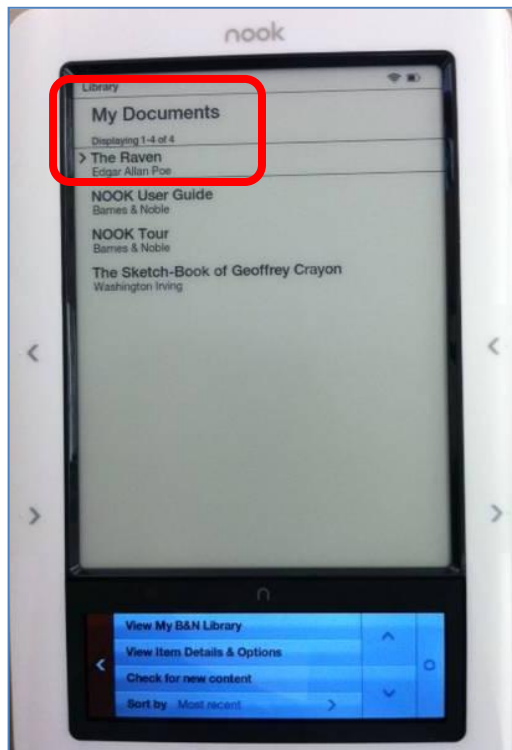 nook
Library
My Documents
Displaying 1-4 of 4
The Raven
Edgar Allan Poe
NOOK User Guide
Barnes & Noble
NOOK Tour
Barnes & Noble
The Sketch-Book of Geoffrey Crayon
Washington Irving
View My B&N Library
View Item Details & Options
Check for new content
Sort by Most recent